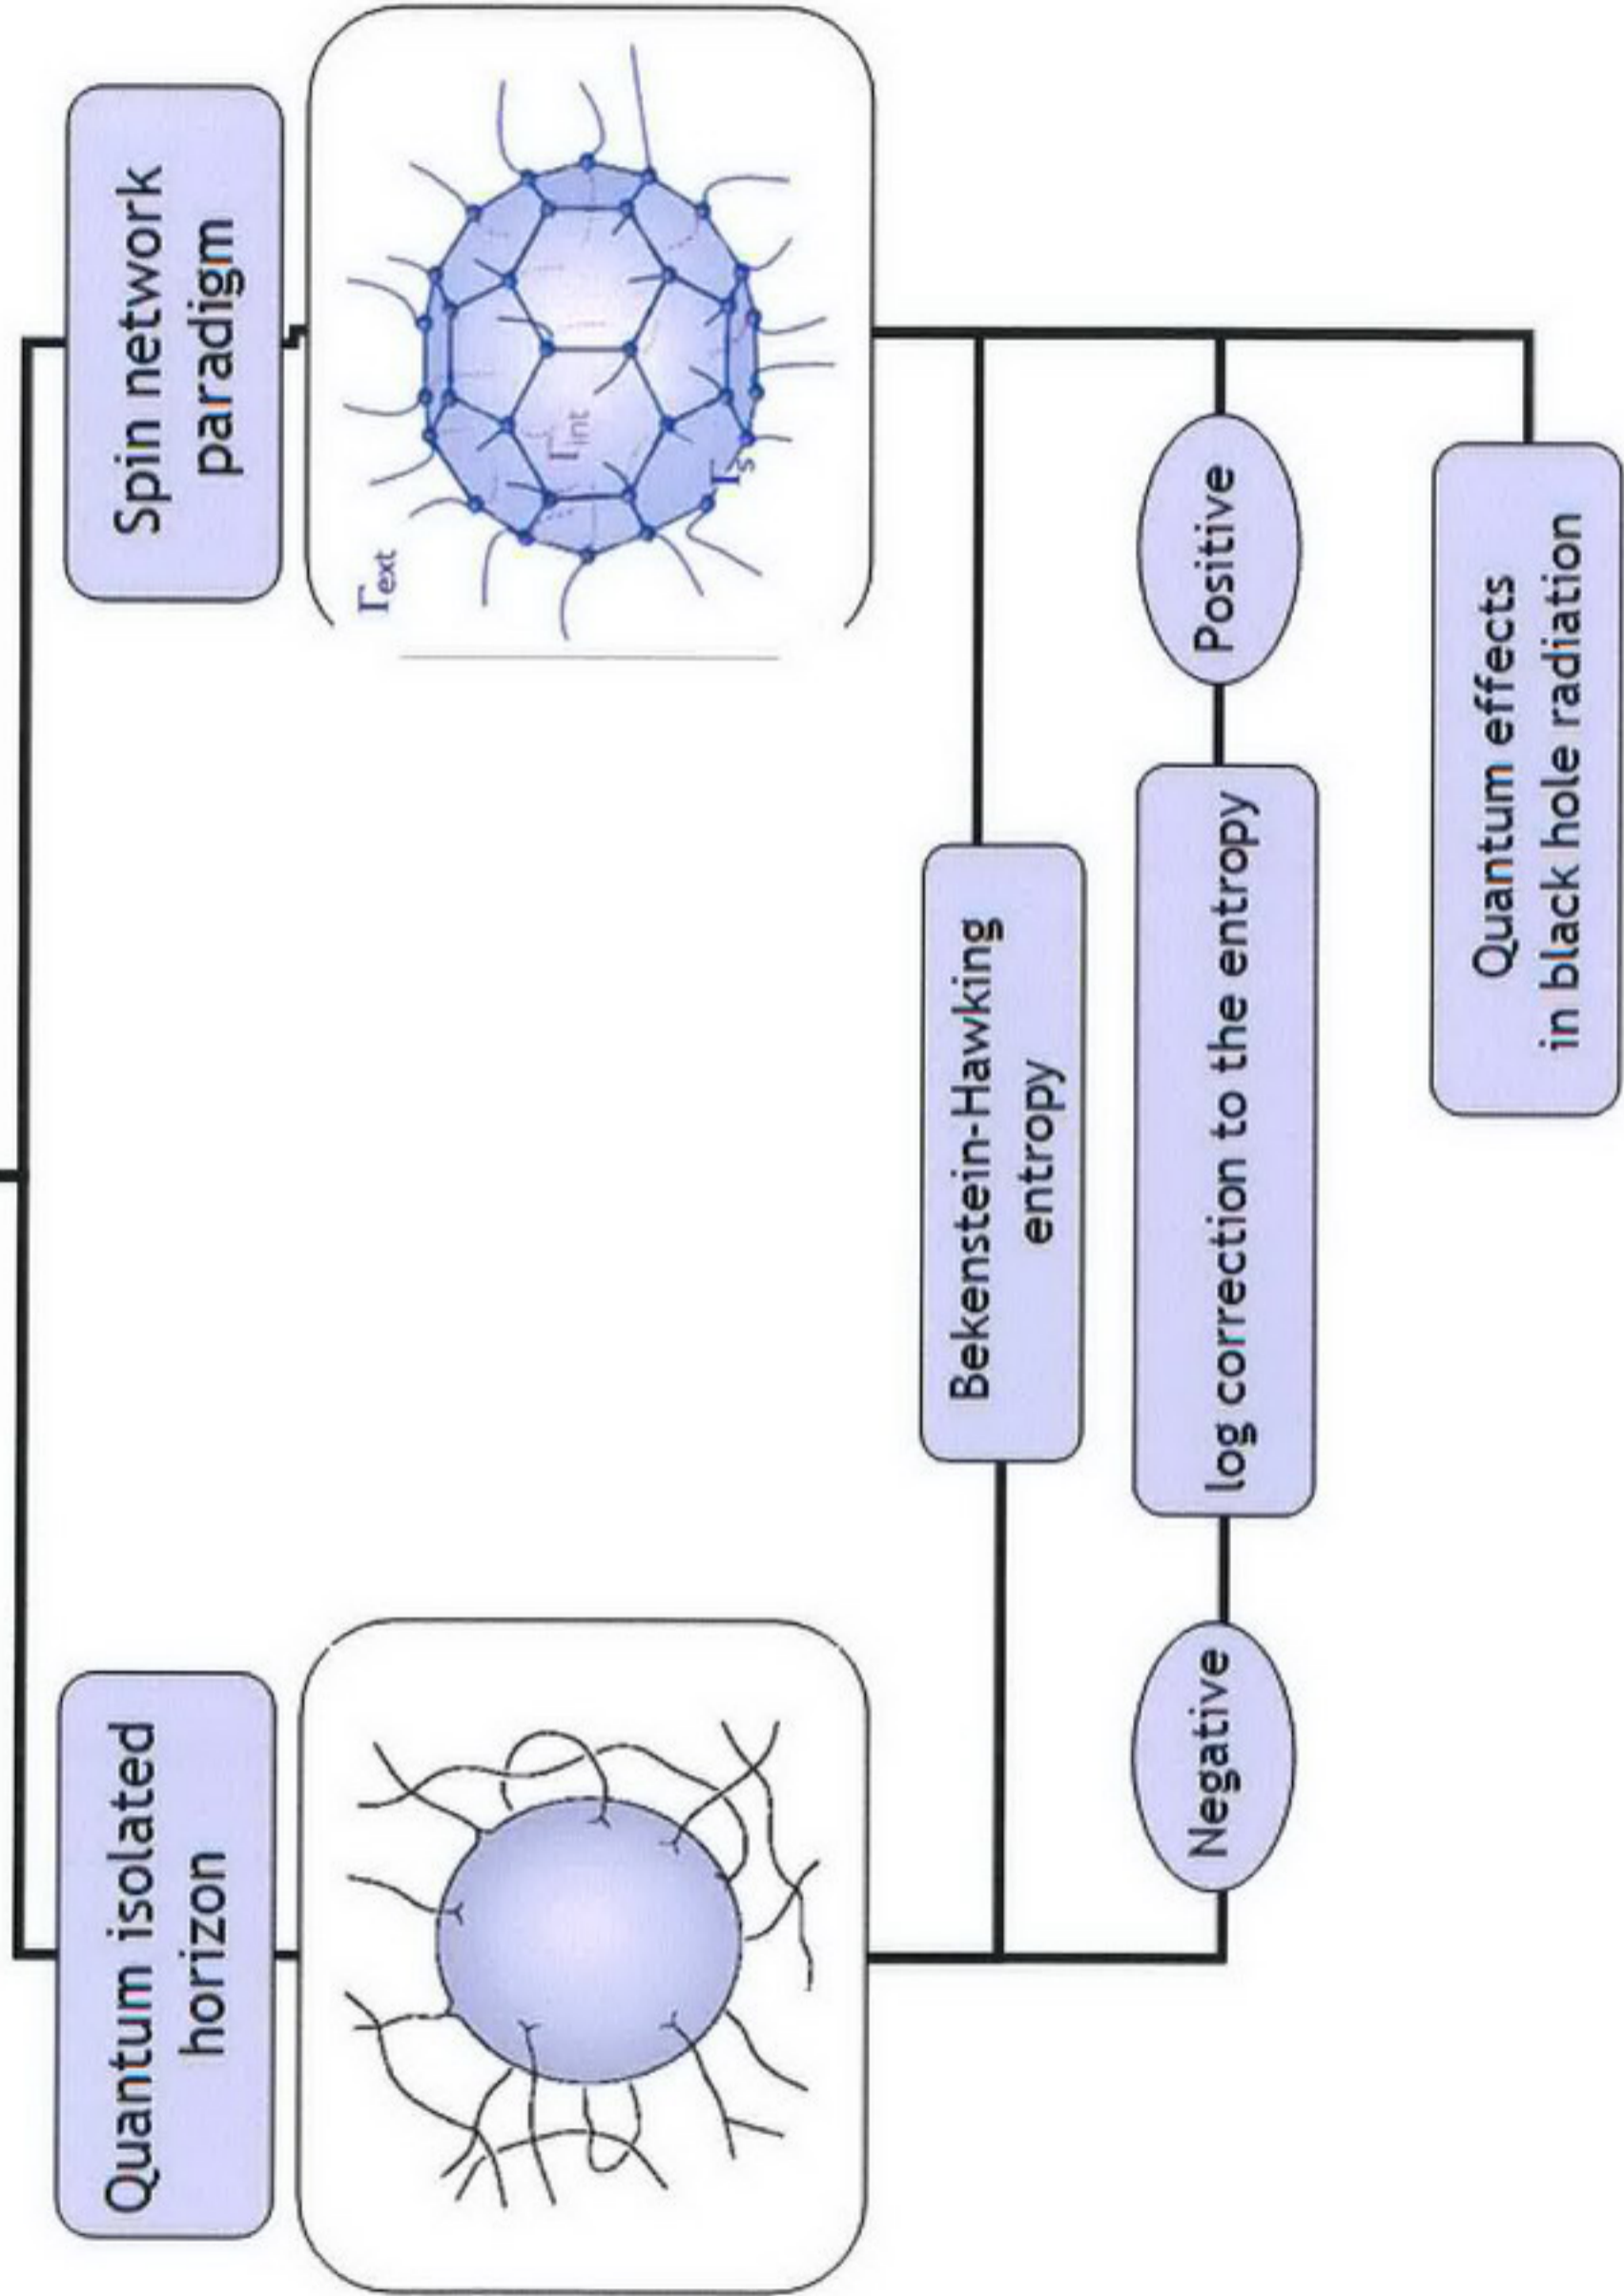 Quantum isolated
horizon
Spin network
paradigm
Γext
Γint
Γs
Bekenstein-Hawking
entropy
Negative
log correction to the entropy
Positive
Quantum effects
in black hole radiation